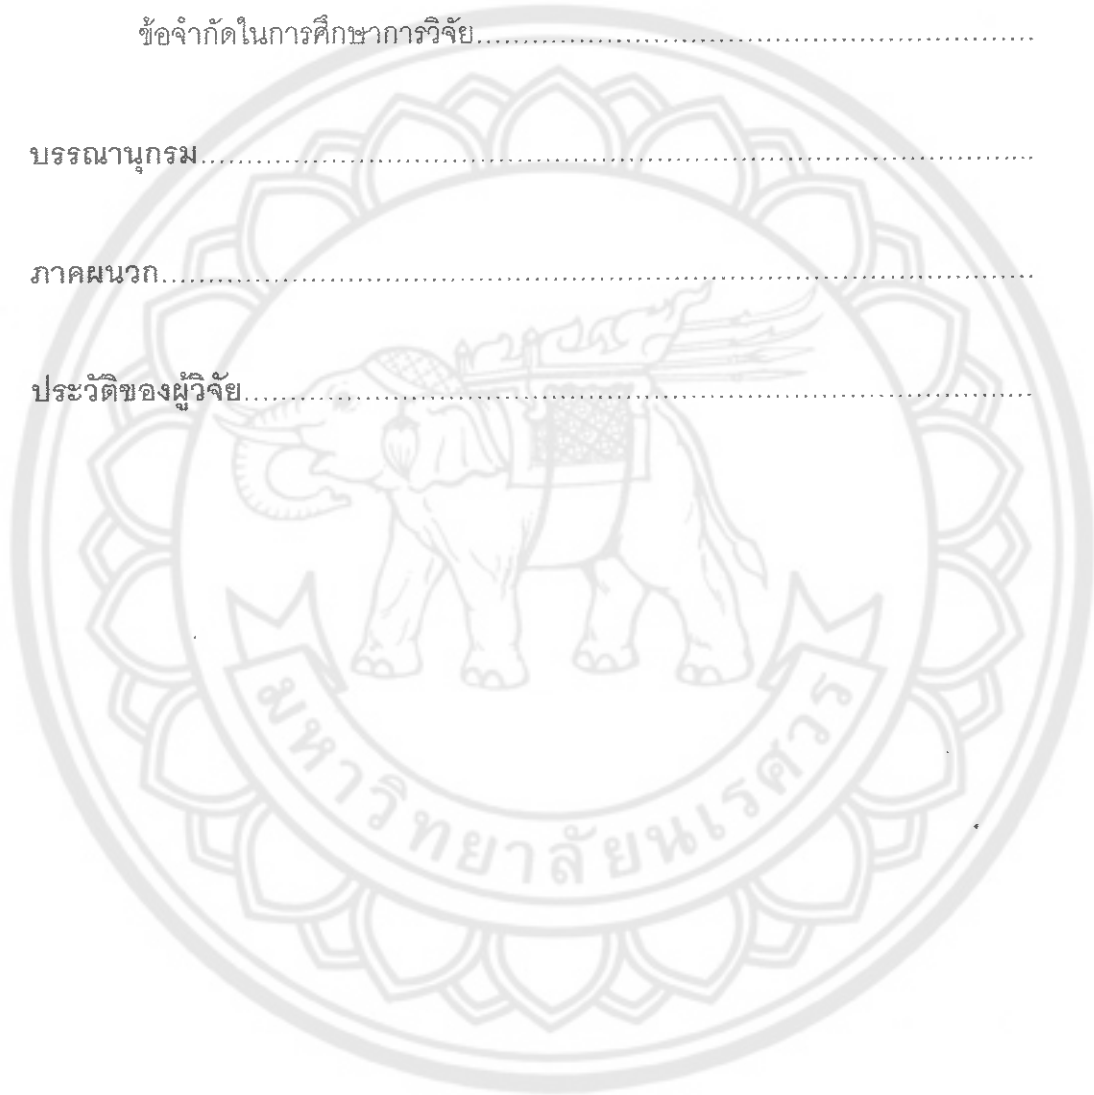 ข้อจำกัดในการศึกษาการวิจัย
บรรณานุกรม
ภาคผนวก
ประวัติของผู้วิจัย
มหาวิทยาลัยนเรศวร